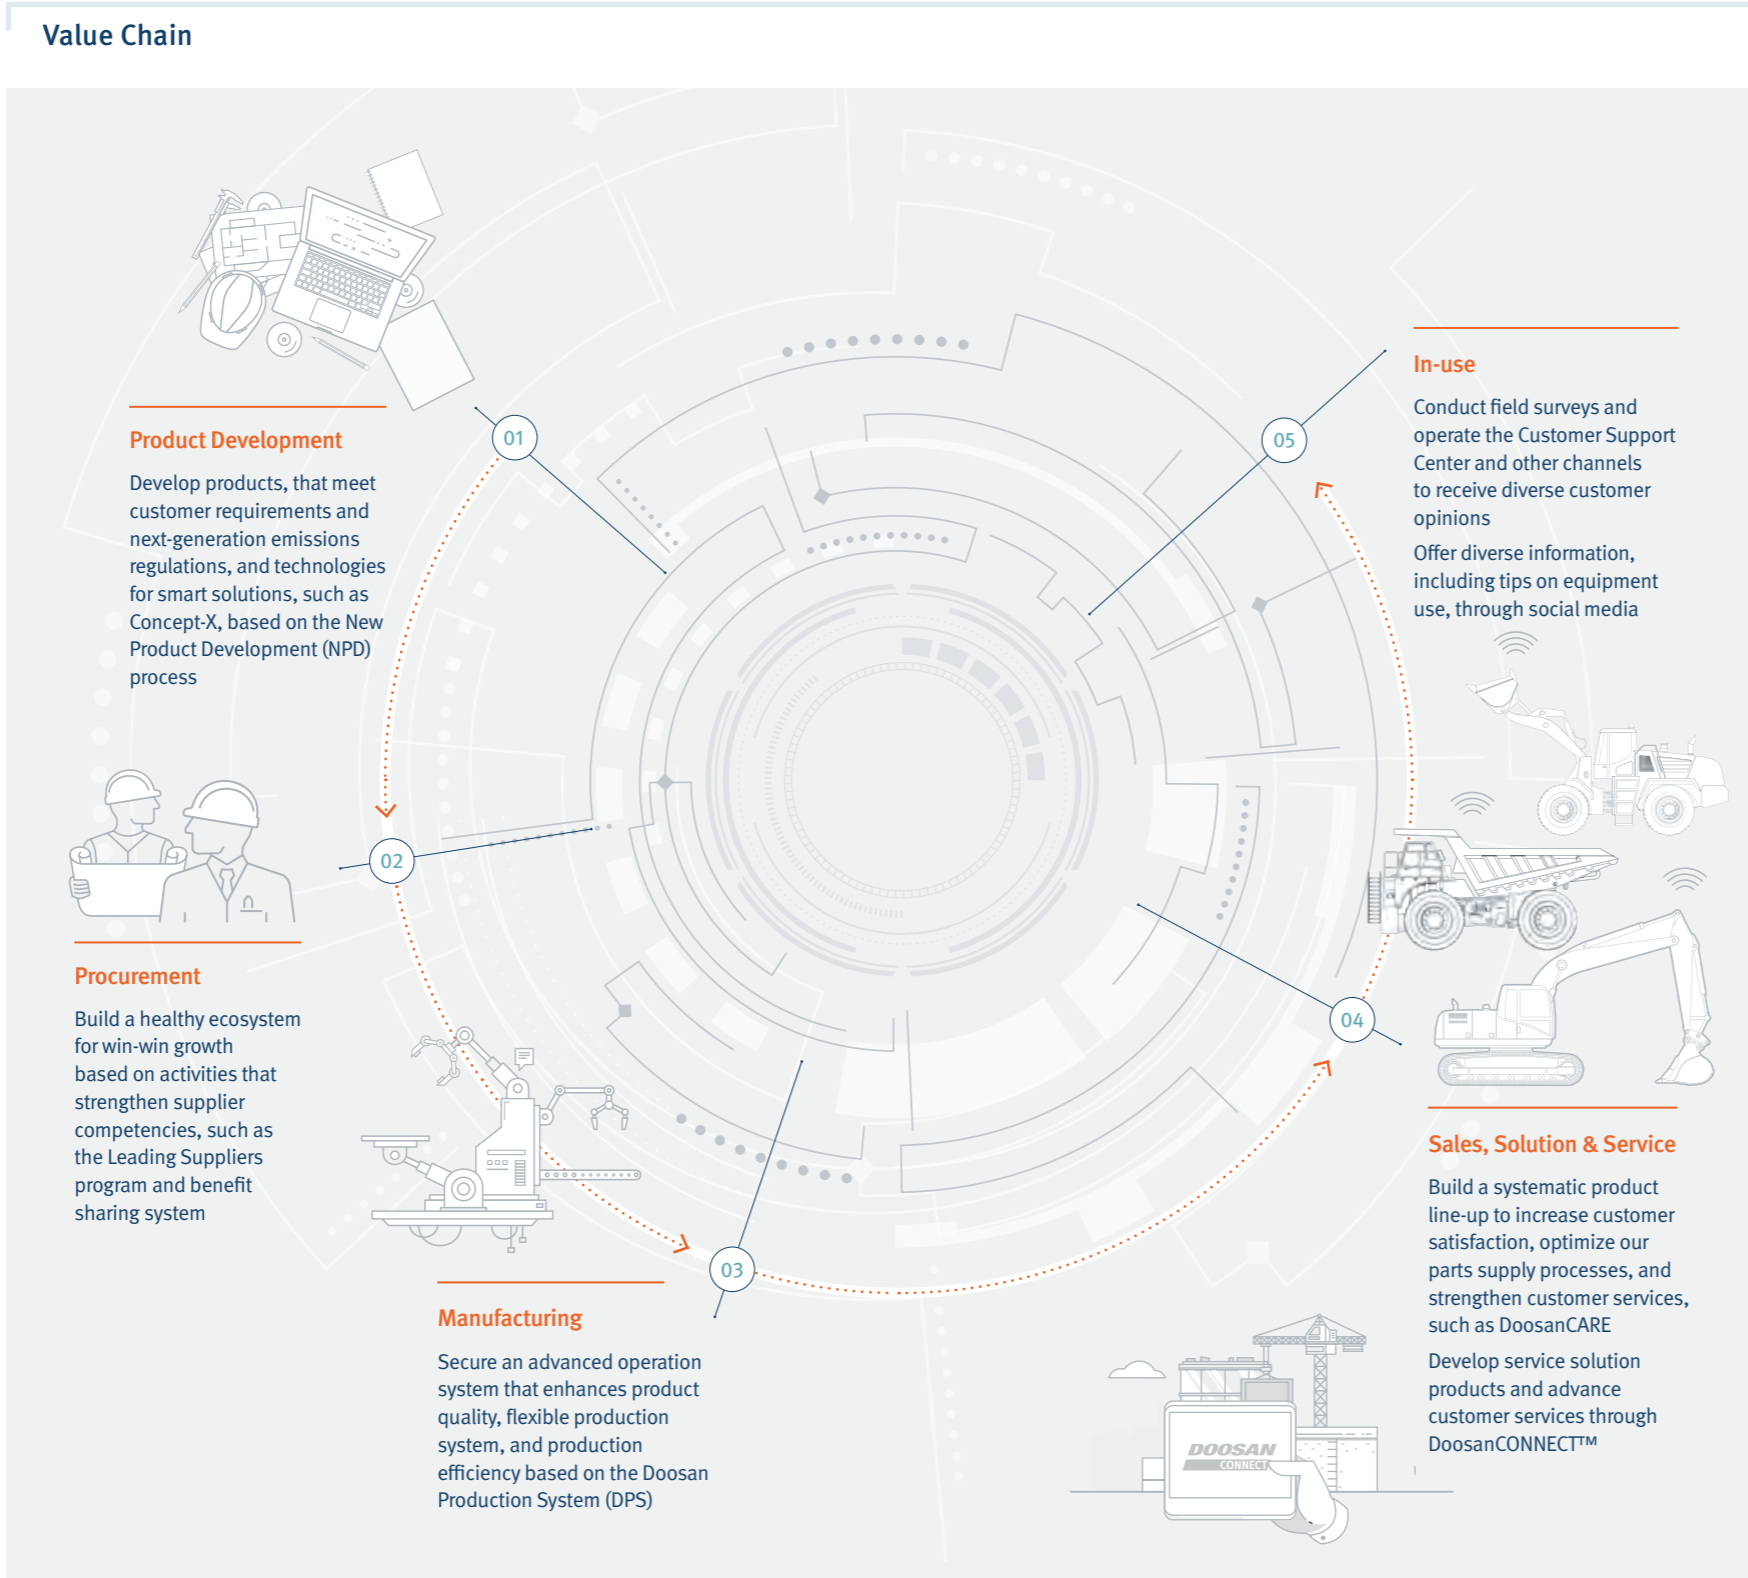 Value Chain
01
Product Development
Develop products, that meet
customer requirements and
next-generation emissions
regulations, and technologies
for smart solutions, such as
Concept-X, based on the New
Product Development (NPD)
process
02
Procurement
Build a healthy ecosystem
for win-win growth
based on activities that
strengthen supplier
competencies, such as
the Leading Suppliers
program and benefit
sharing system
03
Manufacturing
Secure an advanced operation
system that enhances product
quality, flexible production
system, and production
efficiency based on the Doosan
Production System (DPS)
04
Sales, Solution & Service
Build a systematic product
line-up to increase customer
satisfaction, optimize our
parts supply processes, and
strengthen customer services,
such as DoosanCARE
Develop service solution
products and advance
customer services through
DoosanCONNECT™
DOOSAN
CONNECT
05
In-use
Conduct field surveys and
operate the Customer Support
Center and other channels
to receive diverse customer
opinions
Offer diverse information,
including tips on equipment
use, through social media